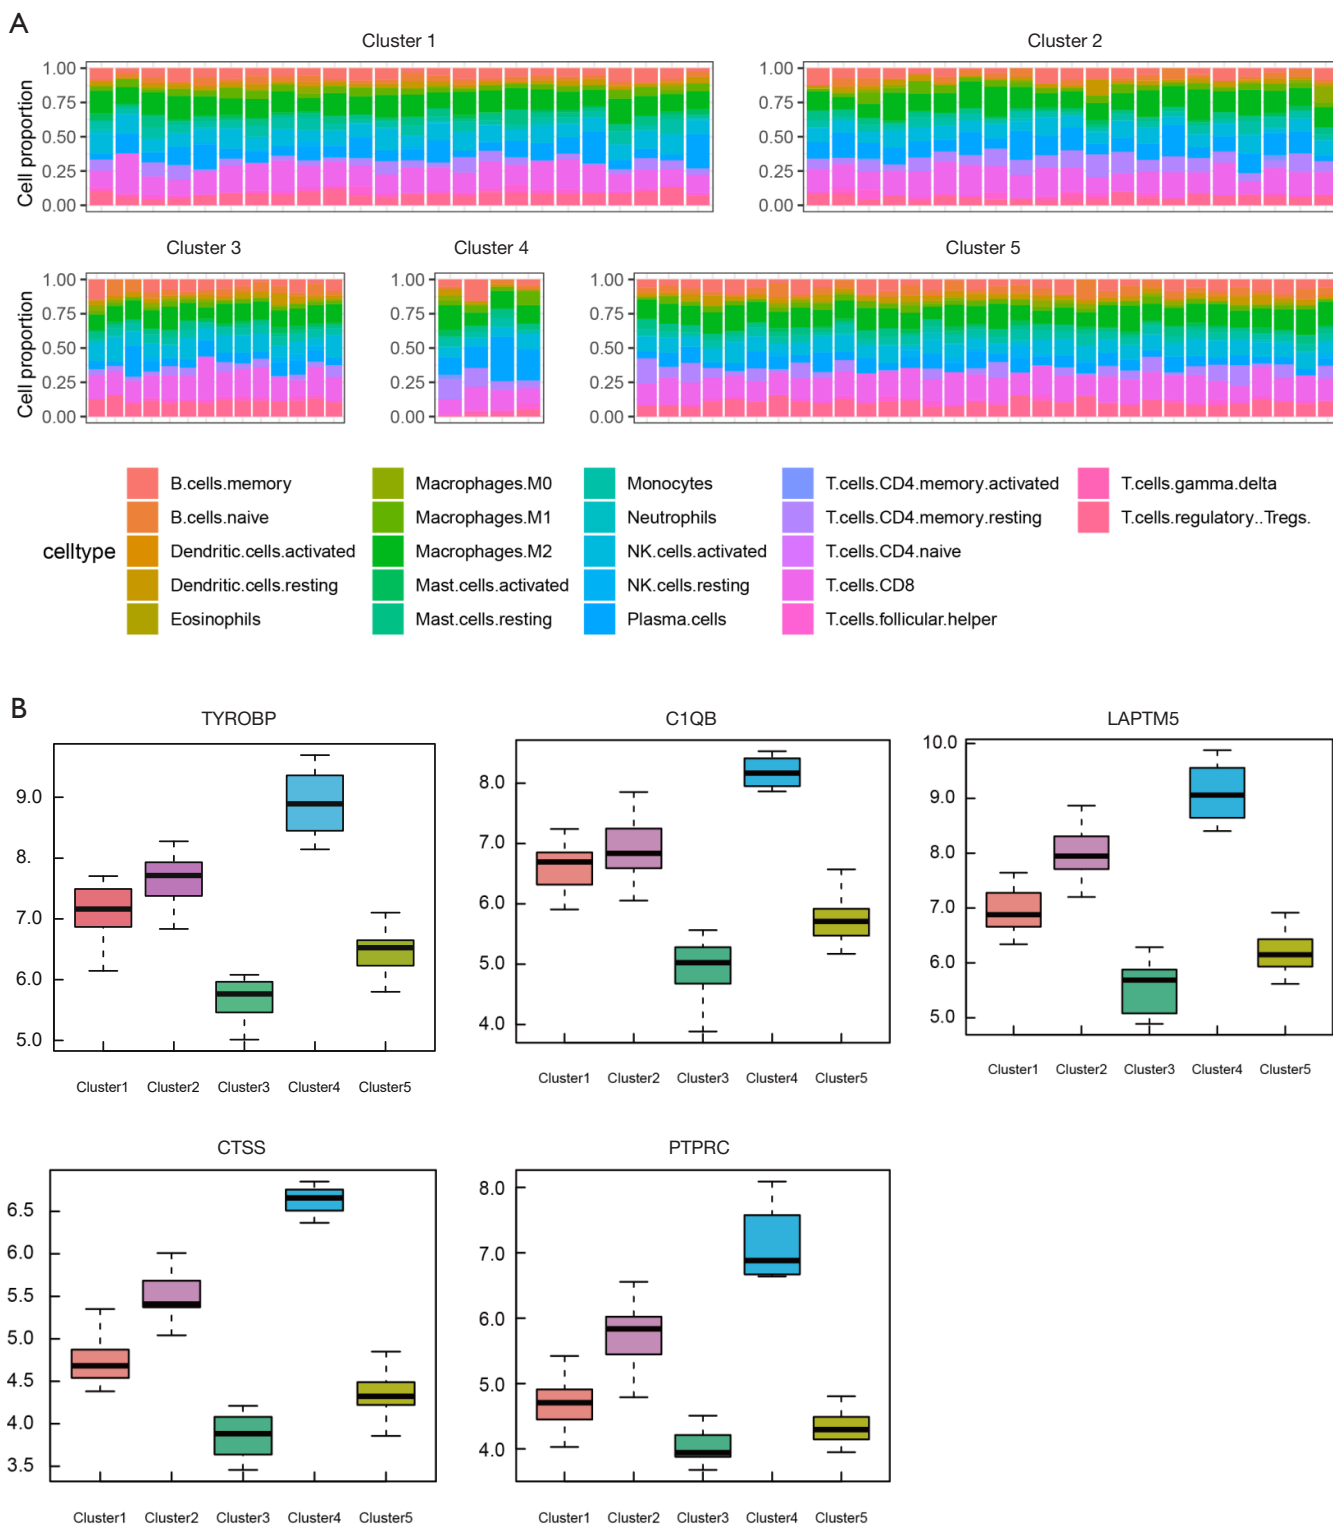 A
Cluster 1
Cluster 2
Cell proportion
1.00
0.75
0.50
0.25
0.00
1.00
0.75
0.50
0.25
0.00
Cluster 3
Cluster 4
Cluster 5
Cell proportion
1.00
0.75
0.50
0.25
0.00
1.00
0.75
0.50
0.25
0.00
1.00
0.75
0.50
0.25
0.00
celltype
B.cells.memory
B.cells.naive
Dendritic.cells.activated
Dendritic.cells.resting
Eosinophils
Macrophages.M0
Macrophages.M1
Macrophages.M2
Mast.cells.activated
Mast.cells.resting
Monocytes
Neutrophils
NK.cells.activated
NK.cells.resting
Plasma.cells
T.cells.CD4.memory.activated
T.cells.CD4.memory.resting
T.cells.CD4.naive
T.cells.CD8
T.cells.follicular.helper
T.cells.gamma.delta
T.cells.regulatory..Tregs.
B
TYROBP
9.0
8.
7.0
6.0
5.0
Cluster1 Cluster2 Cluster3 Cluster4 Cluster5
C1QB
8.0
7.0
6.0
5.0
4.0
Cluster1 Cluster2 Cluster3 Cluster4 Cluster5
LAPTM5
10.0
9.0
8.0
7.0
6.0
5.0
Cluster1 Cluster2 Cluster3 Cluster4 Cluster5
CTSS
6.5
6.0
5.5
5.0
4.5
4.0
3.5
Cluster1 Cluster2 Cluster3 Cluster4 Cluster5
PTPRC
8.0
7.0
6.0
5.0
4.0
Cluster1 Cluster2 Cluster3 Cluster4 Cluster5